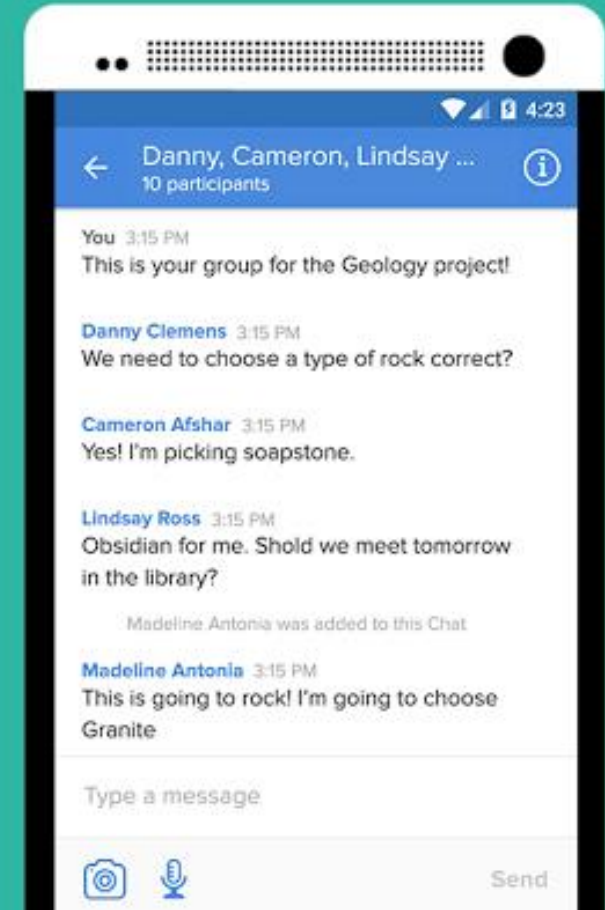 4:23
Danny, Cameron, Lindsay ...
10 participants
You 3:15 PM
This is your group for the Geology project!
Danny Clemens 3:15 PM
We need to choose a type of rock correct?
Cameron Afshar 3:15 PM
Yes! I'm picking soapstone.
Lindsay Ross 3:15 PM
Obsidian for me. Shold we meet tomorrow
in the library?
Madeline Antonia was added to this Chat
Madeline Antonia 3:15 PM
This is going to rock! I'm going to choose
Granite
Type a message
Send